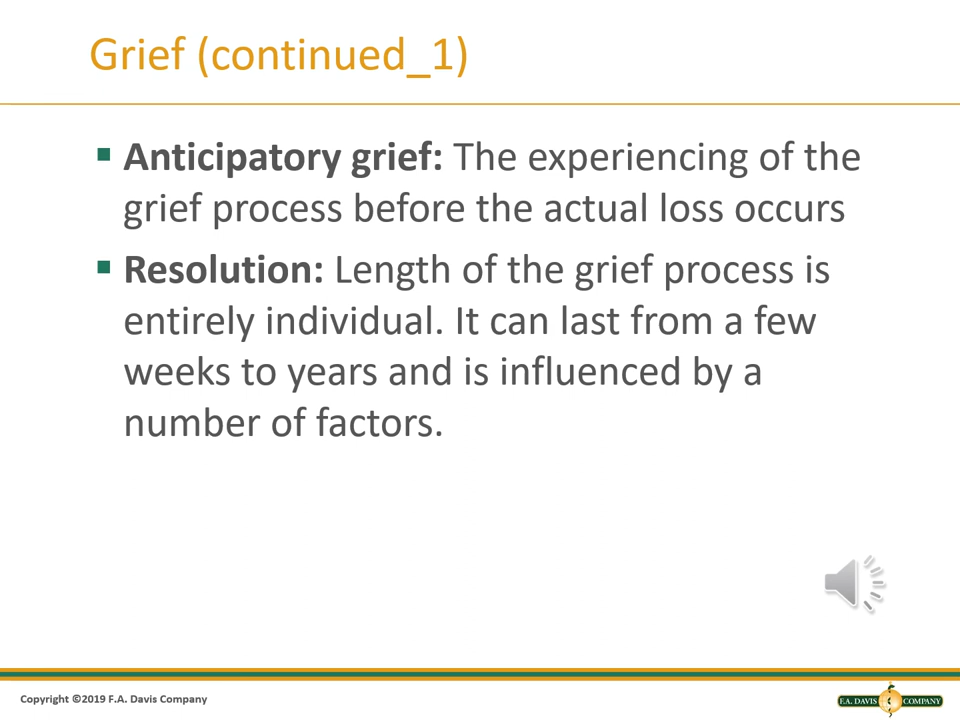 Grief (continued_1)
▪ Anticipatory grief: The experiencing of the
grief process before the actual loss occurs
▪ Resolution: Length of the grief process is
entirely individual. It can last from a few
weeks to years and is influenced by a
number of factors.
Copyright ©2019 F.A. Davis Company
F.A. DAVIS COMPANY